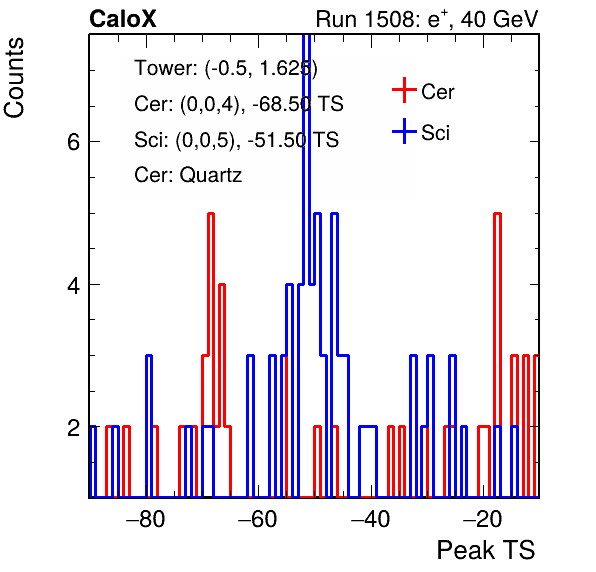 CaloX Run 1508: e⁺, 40 GeV
Counts
Tower: (-0.5, 1.625)
Cer: (0,0,4), -68.50 TS
Sci: (0,0,5), -51.50 TS
Cer: Quartz
Cer
Sci
6
4
2
−80 −60 −40 −20
Peak TS